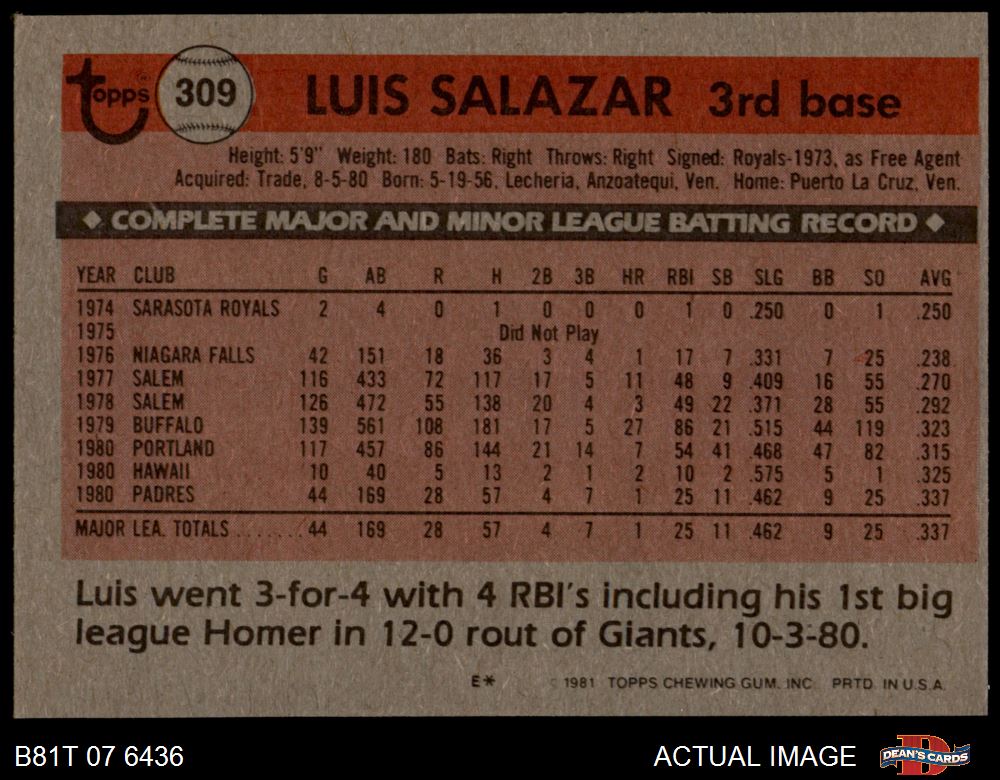 Topps® 309 LUIS SALAZAR 3rd base
Height: 5'9" Weight: 180 Bats: Right Throws: Right Signed: Royals-1973, as Free Agent
Acquired: Trade, 8-5-80 Born: 5-19-56, Lecheria, Anzoatequi, Ven. Home: Puerto La Cruz, Ven.
◆ COMPLETE MAJOR AND MINOR LEAGUE BATTING RECORD ◆
YEAR CLUB G AB R H 2B 3B HR RBI SB SLG BB SO AVG
1974 SARASOTA ROYALS 2 4 0 1 0 0 0 1 0 .250 0 1 .250
1975 Did Not Play
1976 NIAGARA FALLS 42 151 18 36 3 4 1 17 7 .331 7 25 .238
1977 SALEM 116 433 72 117 17 5 11 48 9 .409 16 55 .270
1978 SALEM 126 472 55 138 20 4 3 49 22 .371 28 55 .292
1979 BUFFALO 139 561 108 181 17 5 27 86 21 .515 44 119 .323
1980 PORTLAND 117 457 86 144 21 14 7 54 41 .468 47 82 .315
1980 HAWAII 10 40 5 13 2 1 2 10 2 .575 5 1 .325
1980 PADRES 44 169 28 57 4 7 1 25 11 .462 9 25 .337
MAJOR LEA. TOTALS.......44 169 28 57 4 7 1 25 11 .462 9 25 .337
Luis went 3-for-4 with 4 RBI's including his 1st big
league Homer in 12-0 rout of Giants, 10-3-80.
E* © 1981 TOPPS CHEWING GUM, INC. PRTD. IN U.S.A.
B81T 07 6436 ACTUAL IMAGE DEAN'S CARDS